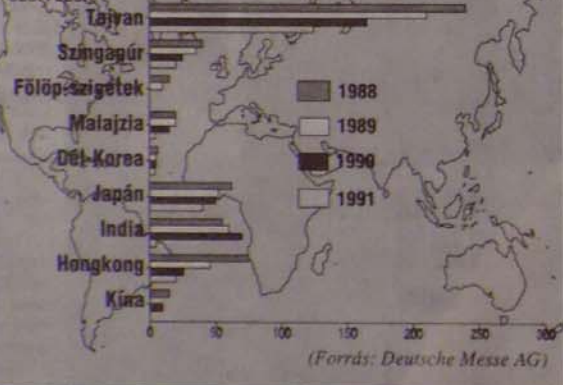 Tajvan
Szingapúr
Fölöp-szigetek
Malajzia
Dél-Korea
Japán
India
Hongkong
Kína
1988
1989
1990
1991
0 50 100 150 200 250 300
(Forrás: Deutsche Messe AG)